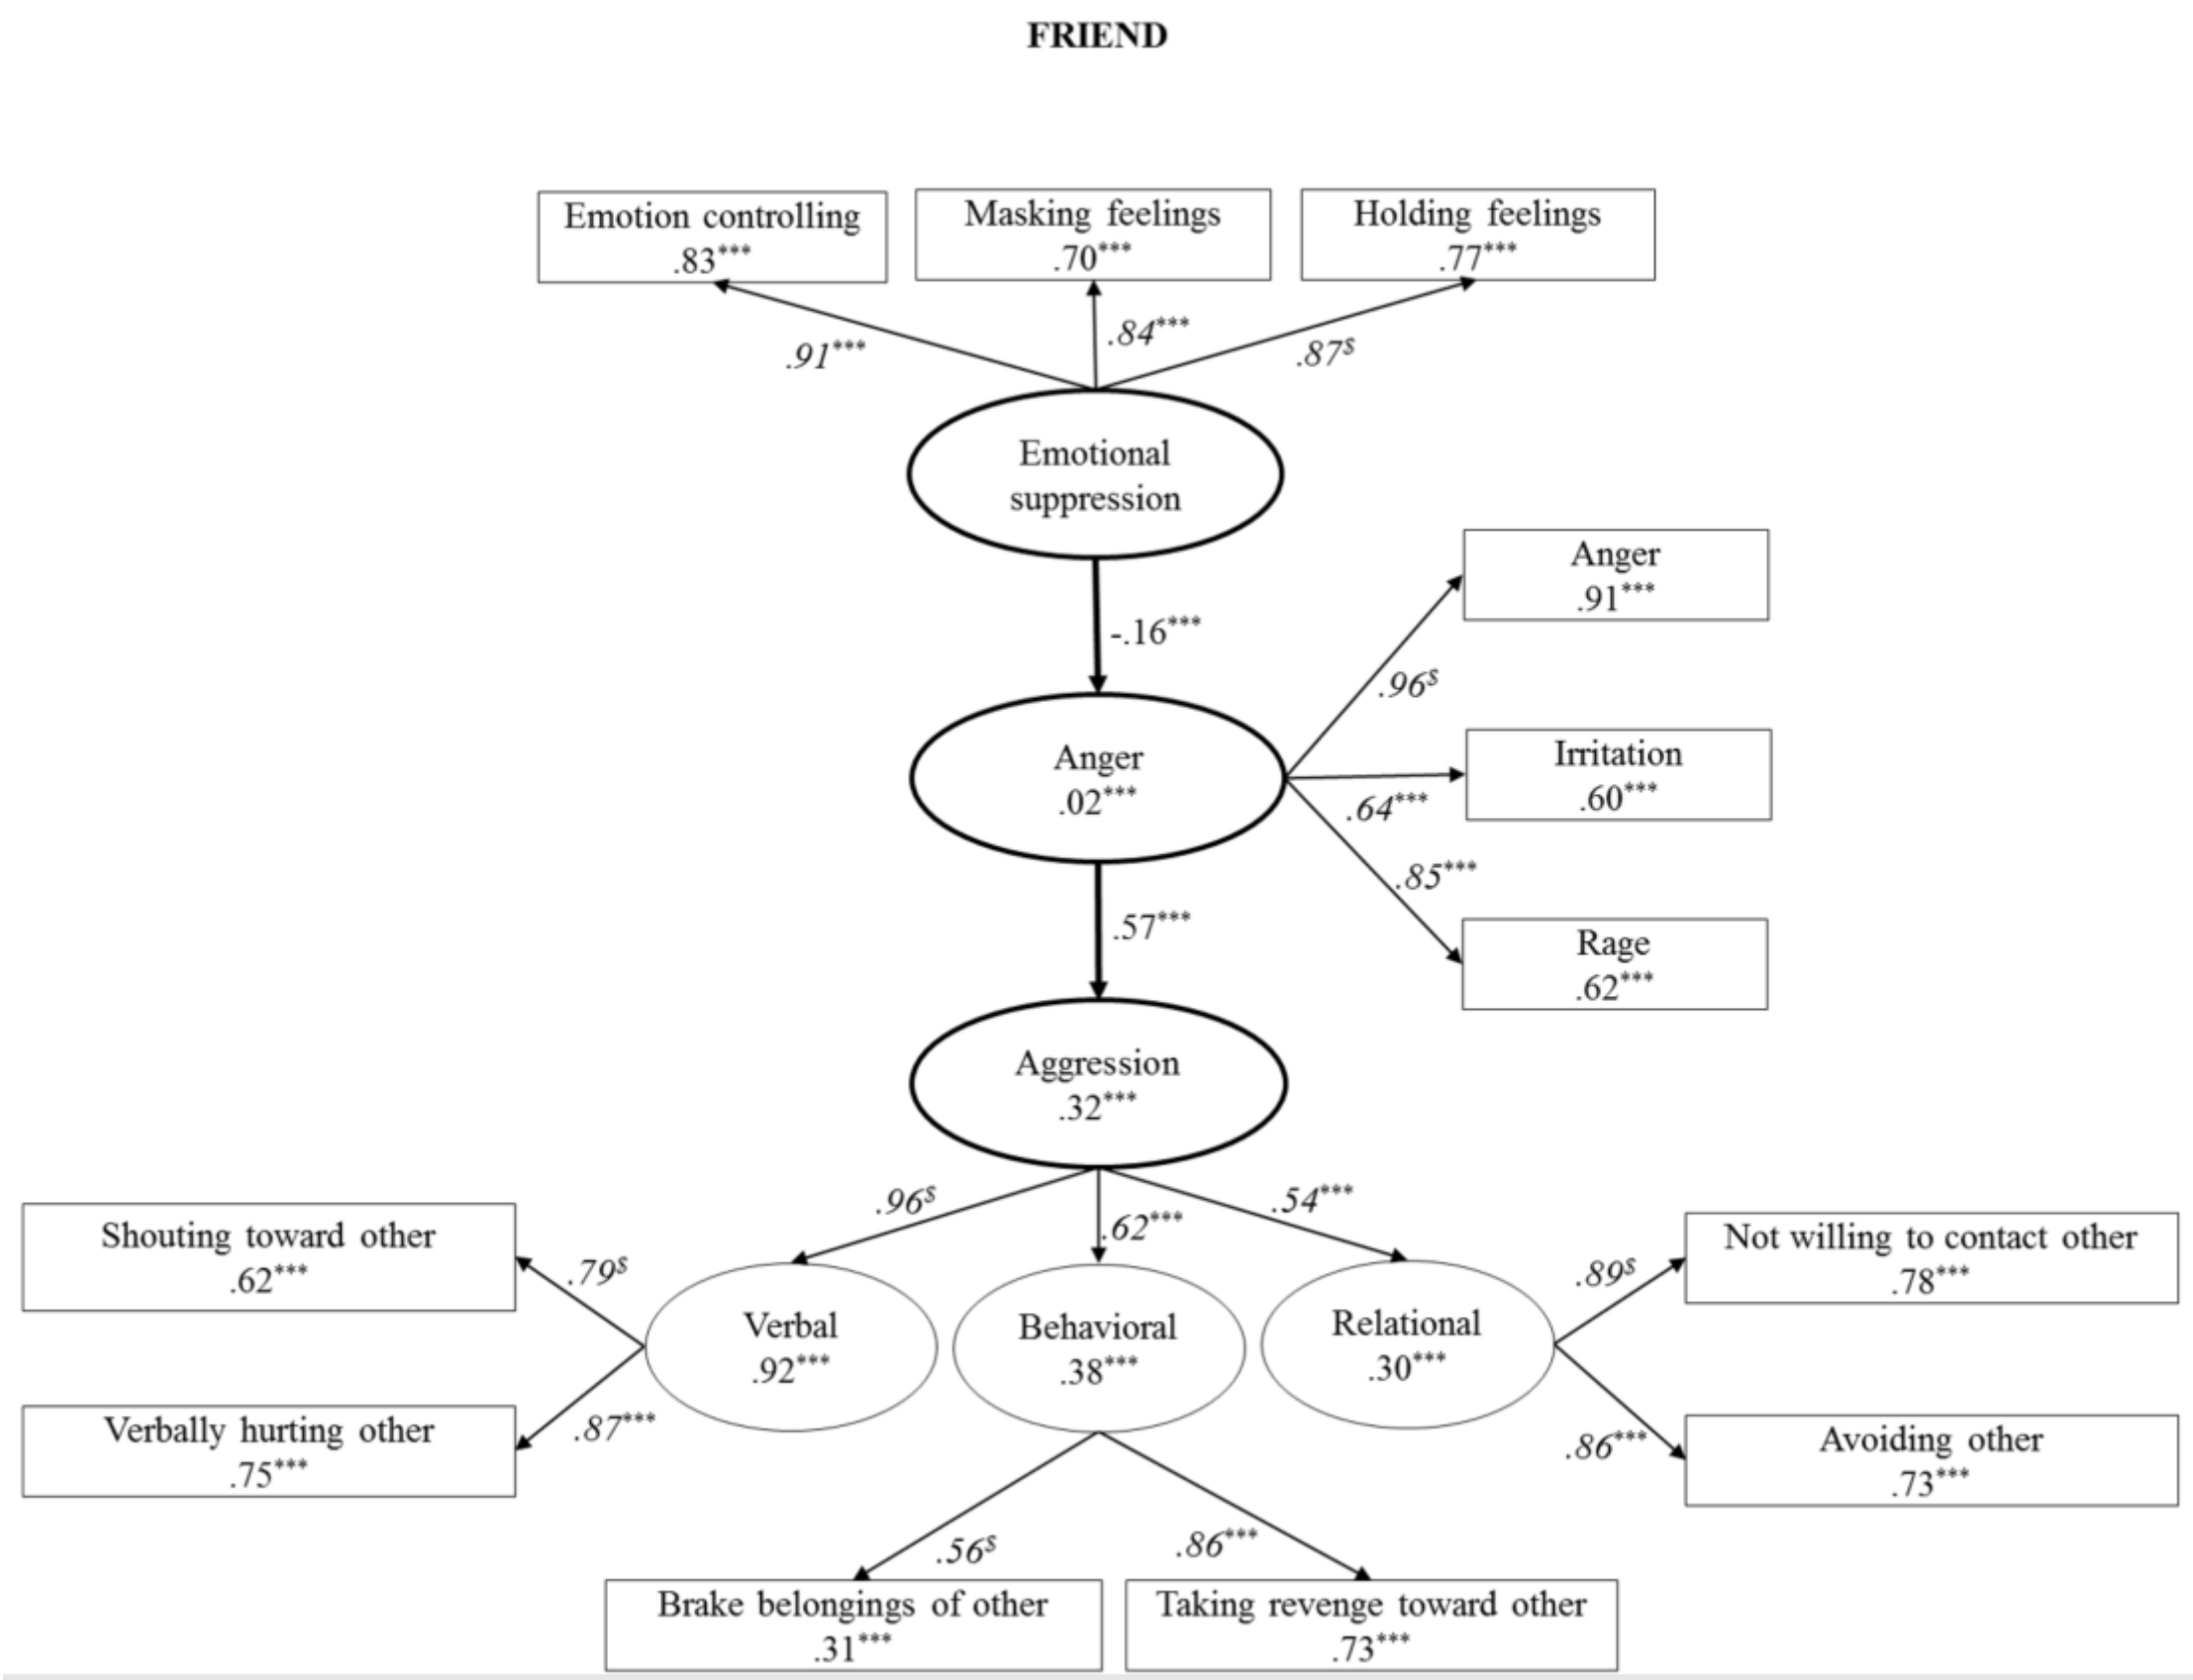 FRIEND
Emotion controlling
.83***
Masking feelings
.70***
Holding feelings
.77***
.91***
.84***
.87$
Emotional
suppression
-.16***
Anger
.91***
.96$
Anger
.02***
Irritation
.60***
.64***
.85***
Rage
.62***
.57***
Aggression
.32***
.96$
.62***
.54***
Shouting toward other
.62***
.79$
Verbal
.92***
Behavioral
.38***
Relational
.30***
.89$
Not willing to contact other
.78***
Verbally hurting other
.75***
.87***
.86***
Avoiding other
.73***
.56$
.86***
Brake belongings of other
.31***
Taking revenge toward other
.73***